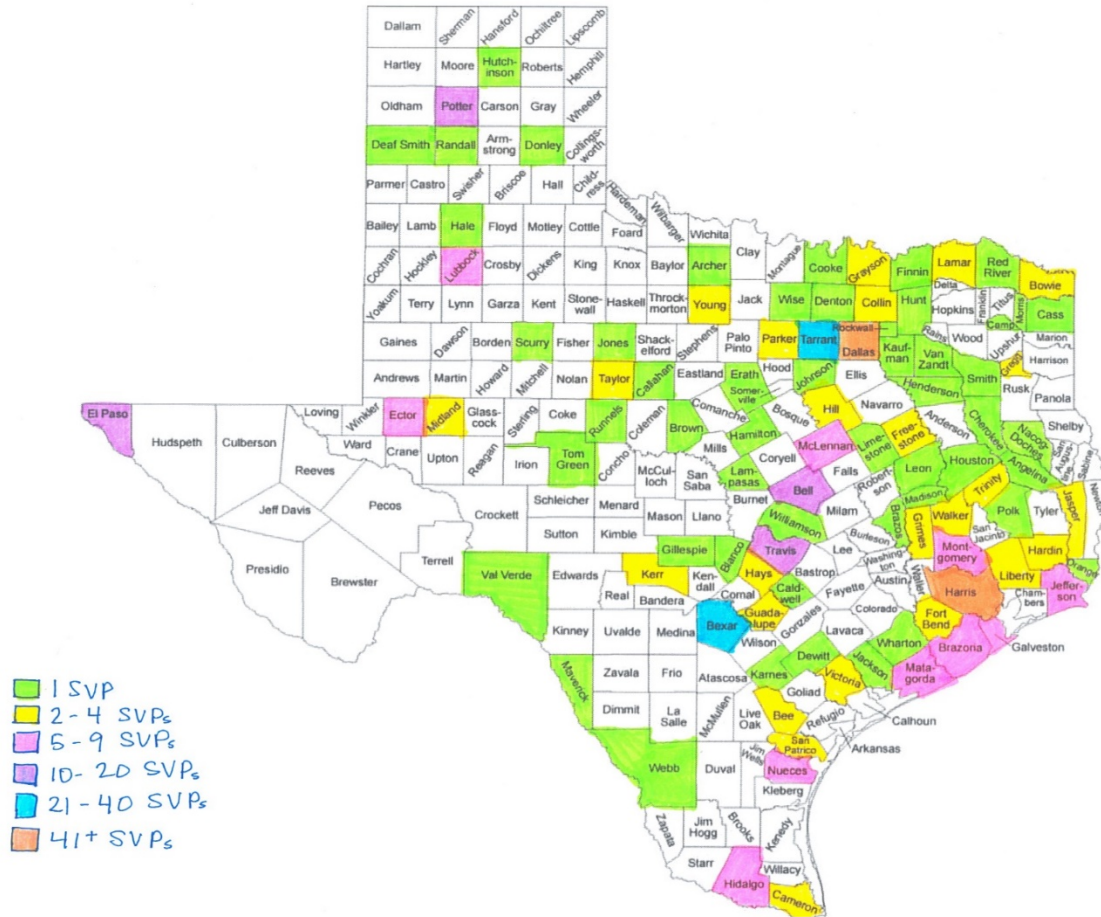 Dallam
Sherman
Hansford
Ochiltree
Lipscomb
Hartley
Moore
Hutch-
inson
Roberts
Hemphill
Oldham
Potter
Carson
Gray
Wheeler
Deaf Smith
Randall
Arm-
strong
Donley
Collings-
worth
Parmer
Castro
Swisher
Briscoe
Hall
Child-
ress
Hardeman
Bailey
Lamb
Hale
Floyd
Motley
Cottle
Foard
Wilbarger
Wichita
Clay
Montague
Cooke
Grayson
Finnin
Lamar
Red
River
Bowie
Cochran
Hockley
Lubbock
Crosby
Dickens
King
Knox
Baylor
Archer
Delta
Franklin
Titus
Morris
Cass
Yoakum
Terry
Lynn
Garza
Kent
Stone-
wall
Haskell
Throck-
morton
Young
Jack
Wise
Denton
Collin
Hunt
Hopkins
Camp
Marion
Gaines
Dawson
Borden
Scurry
Fisher
Jones
Shack-
elford
Stephens
Palo
Pinto
Parker
Tarrant
Dallas
Rockwall
Kauf-
man
Rains
Wood
Upshur
Harrison
Gregg
Andrews
Martin
Howard
Mitchell
Nolan
Taylor
Callahan
Eastland
Erath
Hood
Somer-
ville
Johnson
Ellis
Van
Zandt
Smith
Rusk
Panola
Henderson
El Paso
Hudspeth
Culberson
Loving
Winkler
Ector
Midland
Glass-
cock
Sterling
Coke
Runnels
Coleman
Brown
Comanche
Hamilton
Bosque
Hill
Navarro
Free-
stone
Anderson
Cherokee
Nacog-
Doches
Shelby
Reeves
Ward
Crane
Upton
Reagan
Irion
Tom
Green
Concho
McCul-
loch
San
Saba
Mills
Lam-
pasas
Coryell
McLennan
Lime-
stone
Falls
Leon
Houston
Angelina
San
Augus-
tine
Sabine
Jeff Davis
Pecos
Crockett
Schleicher
Menard
Mason
Llano
Burnet
Bell
Milam
Robert-
son
Madison
Brazos
Grimes
Walker
Trinity
Polk
Tyler
Jasper
Newton
Presidio
Brewster
Terrell
Sutton
Kimble
Gillespie
Blanco
Williamson
Travis
Lee
Burleson
Washing-
ton
San
Jacinto
Mont-
gomery
Hardin
Liberty
Orange
Val Verde
Edwards
Real
Kerr
Bandera
Ken-
dall
Hays
Comal
Cald-
well
Bastrop
Fayette
Austin
Waller
Harris
Cham-
bers
Jeffer-
son
Kinney
Uvalde
Medina
Bexar
Guada-
lupe
Wilson
Gonzales
Lavaca
Colorado
Fort
Bend
Wharton
Brazoria
Galveston
Maverick
Zavala
Frio
Atascosa
Karnes
Dewitt
Jackson
Mata-
gorda
Victoria
Goliad
Calhoun
Dimmit
La
Salle
McMullen
Live
Oak
Bee
Refugio
Arkansas
San
Patrico
Webb
Duval
Jim
Wells
Nueces
Kleberg
Zapata
Jim
Hogg
Brooks
Kenedy
Starr
Hidalgo
Willacy
Cameron
1 SVP
2-4 SVPs
5-9 SVPs
10-20 SVPs
21-40 SVPs
41+ SVPs